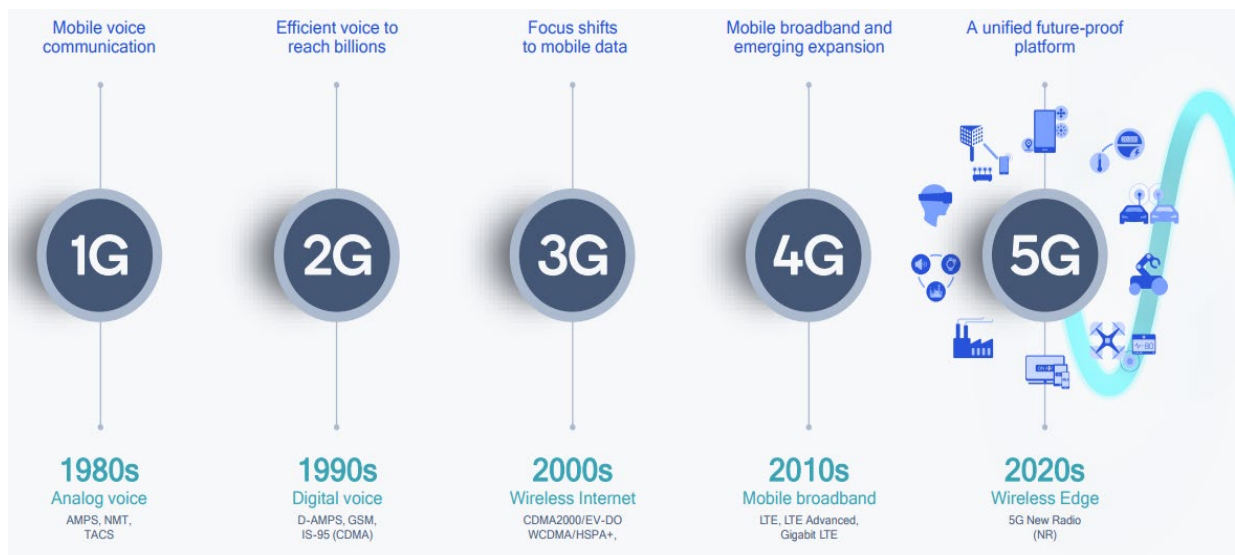 Mobile voice
communication
Efficient voice to
reach billions
Focus shifts
to mobile data
Mobile broadband and
emerging expansion
A unified future-proof
platform
1G
2G
3G
4G
5G
1980s
Analog voice
AMPS, NMT,
TACS
1990s
Digital voice
D-AMPS, GSM,
IS-95 (CDMA)
2000s
Wireless Internet
CDMA2000/EV-DO
WCDMA/HSPA+,
2010s
Mobile broadband
LTE, LTE Advanced,
Gigabit LTE
2020s
Wireless Edge
5G New Radio
(NR)